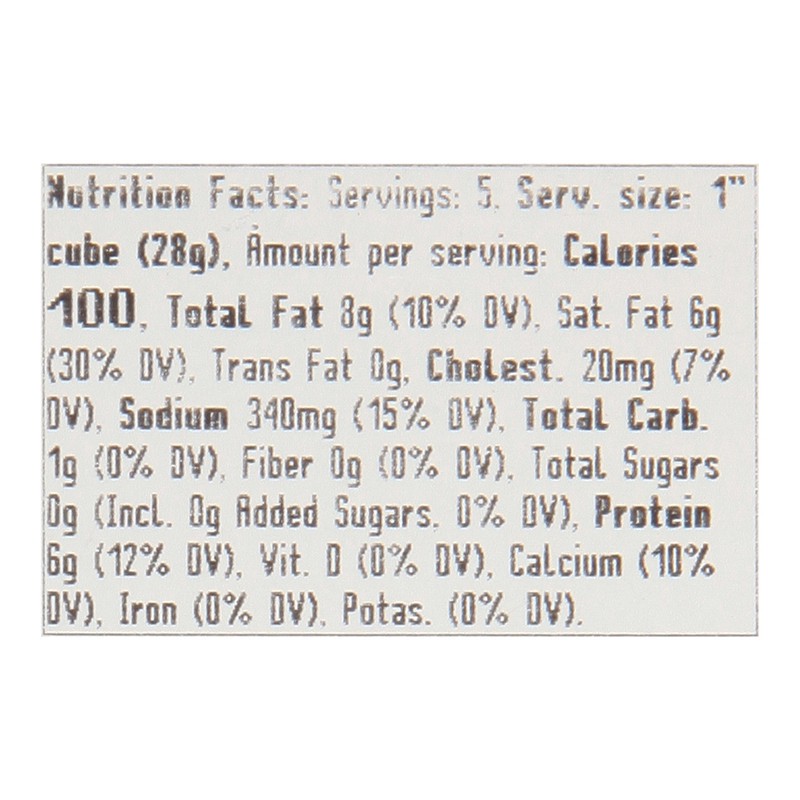 Nutrition Facts: Servings: 5, Serv. size: 1"
cube (28g), Amount per serving: Calories
100, Total Fat 8g (10% DV), Sat. Fat 6g
(30% DV), Trans Fat 0g, Cholest. 20mg (7%
DV), Sodium 340mg (15% DV), Total Carb.
1g (0% DV), Fiber 0g (0% DV), Total Sugars
0g (Incl. 0g Added Sugars, 0% DV), Protein
6g (12% DV), Vit. D (0% DV), Calcium (10%
DV), Iron (0% DV), Potas. (0% DV).